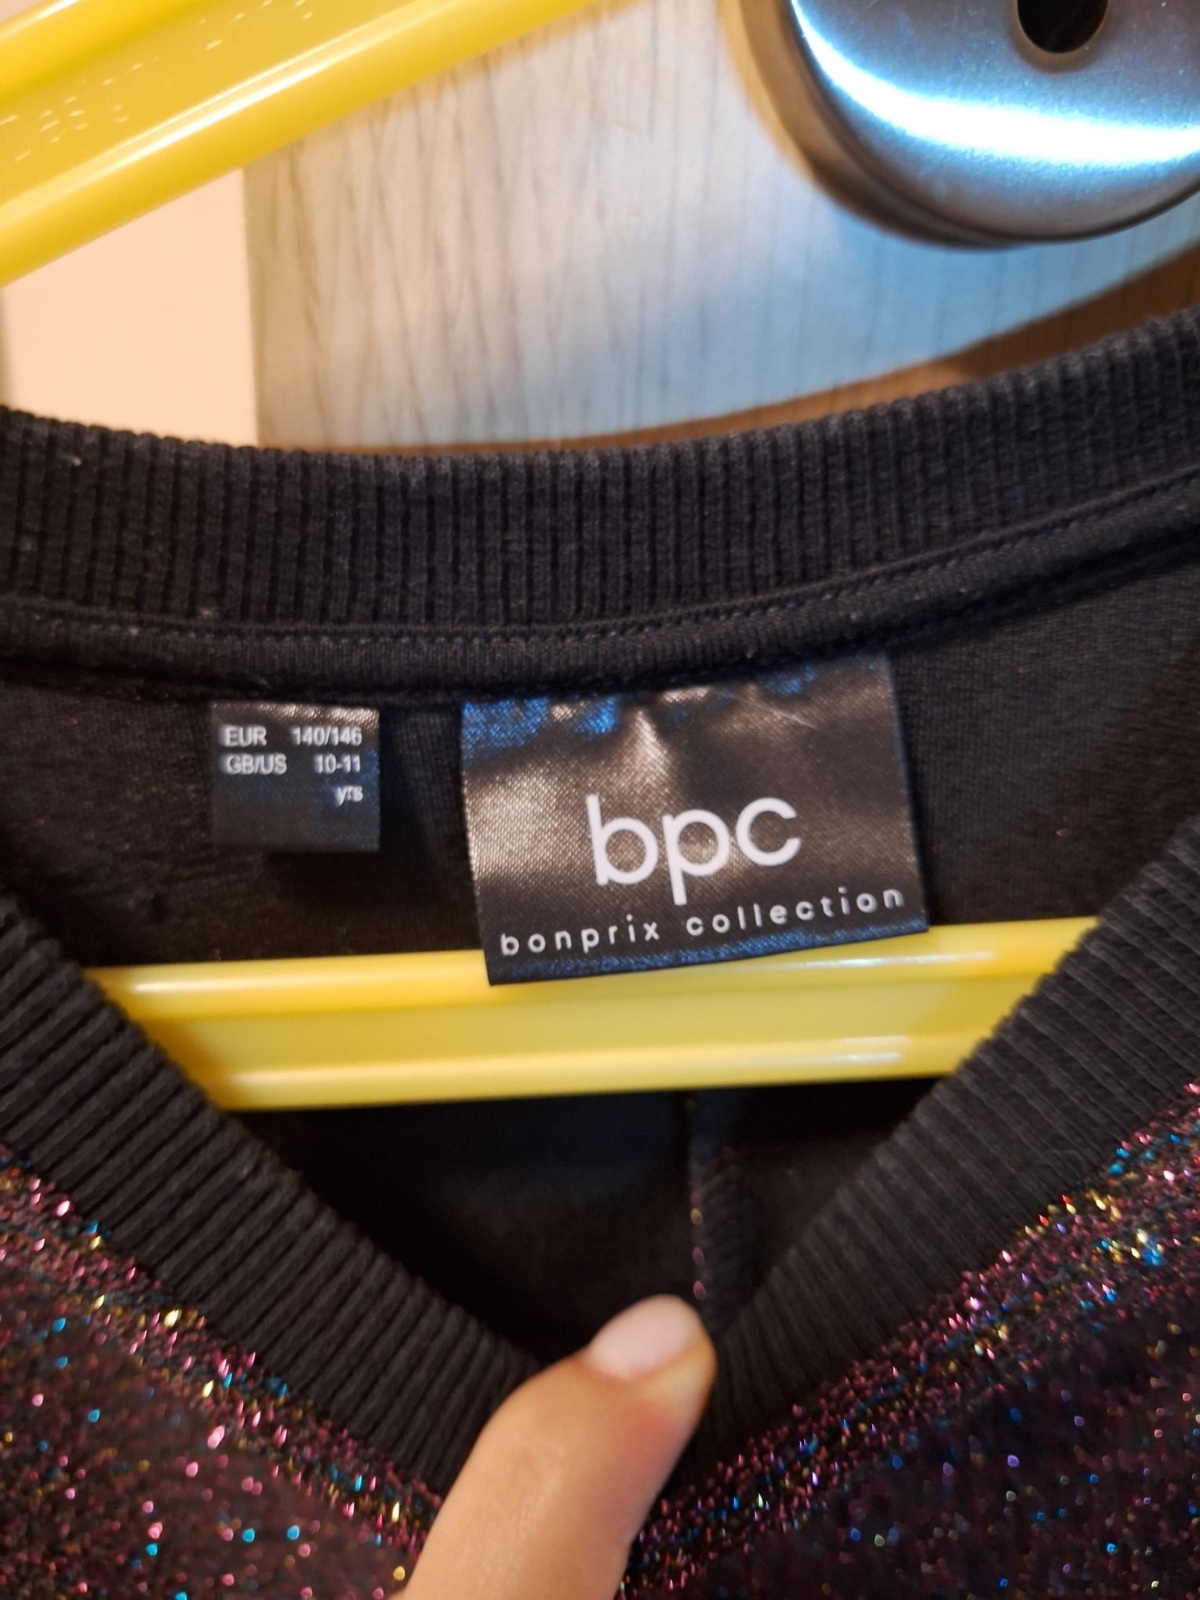 EUR 140/146
GB/US 10-11
yrs
bpc
bonprix collection